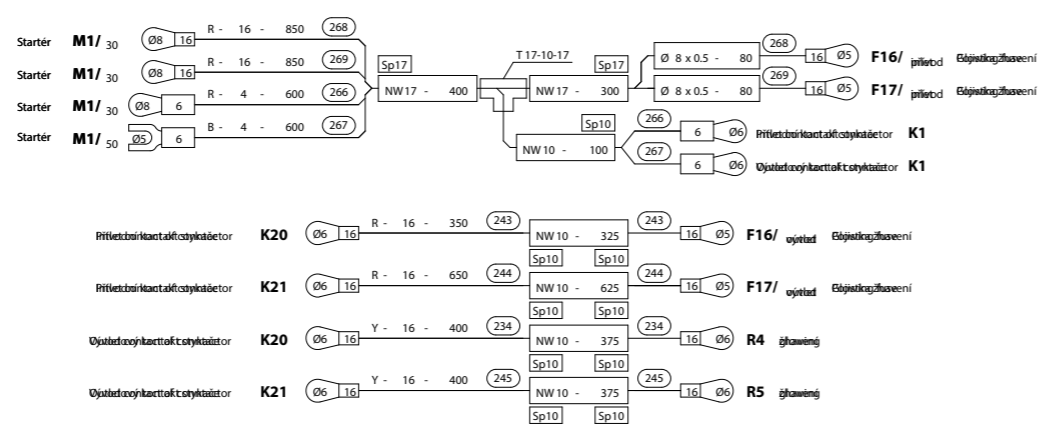 Startér M1/ 30 Ø8 16 R - 16 - 850 268
Startér M1/ 30 Ø8 16 R - 16 - 850 269
Startér M1/ 30 Ø8 6 R - 4 - 600 266
Startér M1/ 50 Ø5 6 B - 4 - 600 267
Sp17 NW17 - 400
T 17-10-17
Sp17 NW17 - 300
Ø 8 x 0.5 - 80 268 16 Ø5 F16/
Ø 8 x 0.5 - 80 269 16 Ø5 F17/
Sp10 NW 10 - 100
266 6 Ø6 K1
267 6 Ø6 K1
K20 Ø6 16 R - 16 - 350 243 NW 10 - 325 243 16 Ø5 F16/
Sp10 Sp10
K21 Ø6 16 R - 16 - 650 244 NW 10 - 625 244 16 Ø5 F17/
Sp10 Sp10
K20 Ø6 16 Y - 16 - 400 234 NW 10 - 375 234 16 Ø6 R4
Sp10 Sp10
K21 Ø6 16 Y - 16 - 400 245 NW 10 - 375 245 16 Ø6 R5
Sp10 Sp10